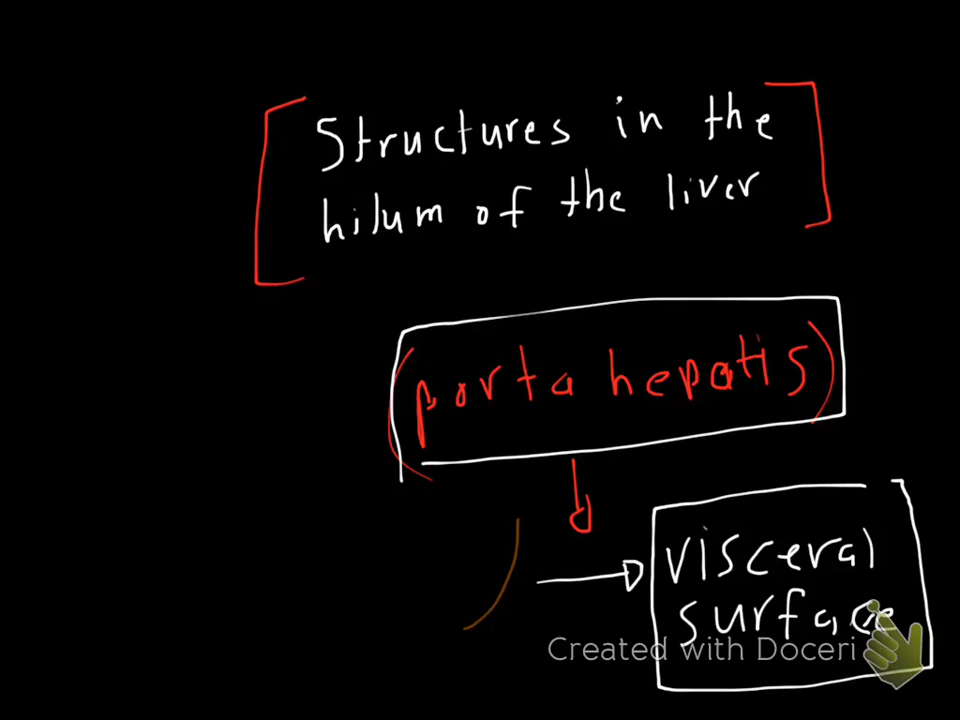 Structures in the
hilum of the liver
(porta hepatis)
visceral
surface
Created with Doceri